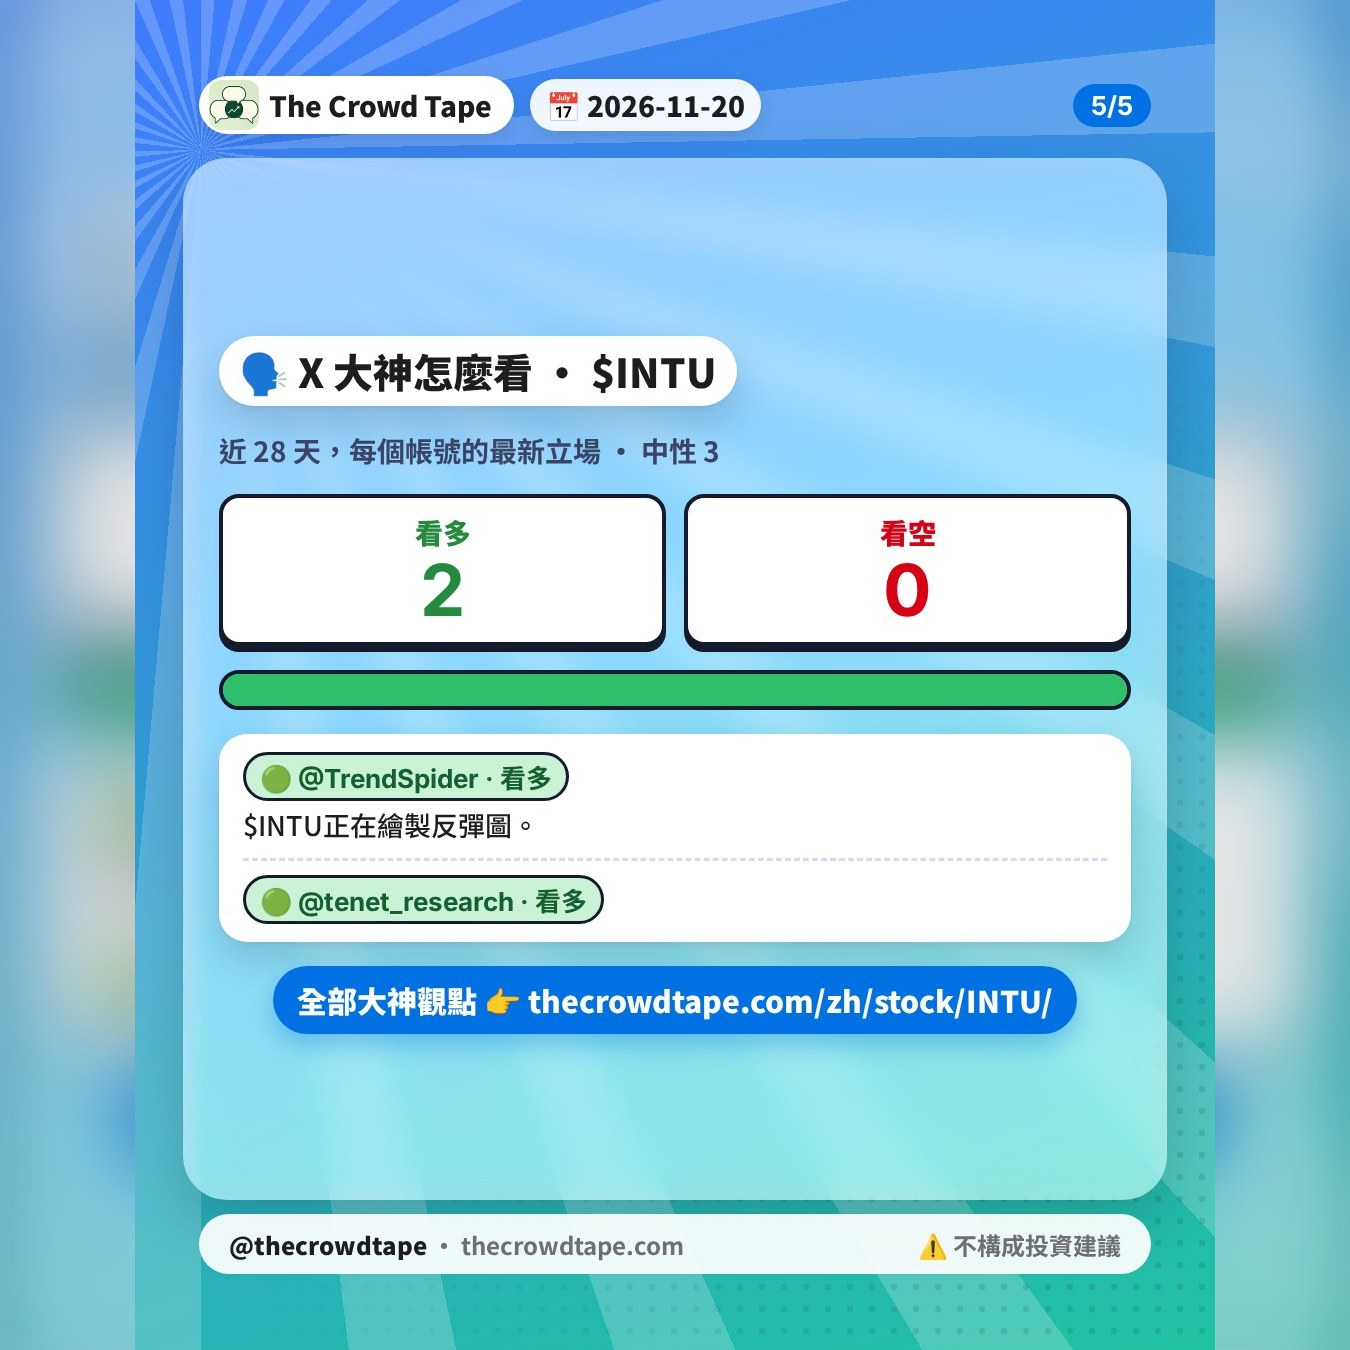 The Crowd Tape
📅 2026-11-20
5/5
🗣️ X 大神怎麼看 · $INTU
近 28 天，每個帳號的最新立場 · 中性 3
看多
2
看空
0
🟢 @TrendSpider · 看多
$INTU正在繪製反彈圖。
🟢 @tenet_research · 看多
全部大神觀點 👉 thecrowdtape.com/zh/stock/INTU/
@thecrowdtape · thecrowdtape.com
⚠️ 不構成投資建議